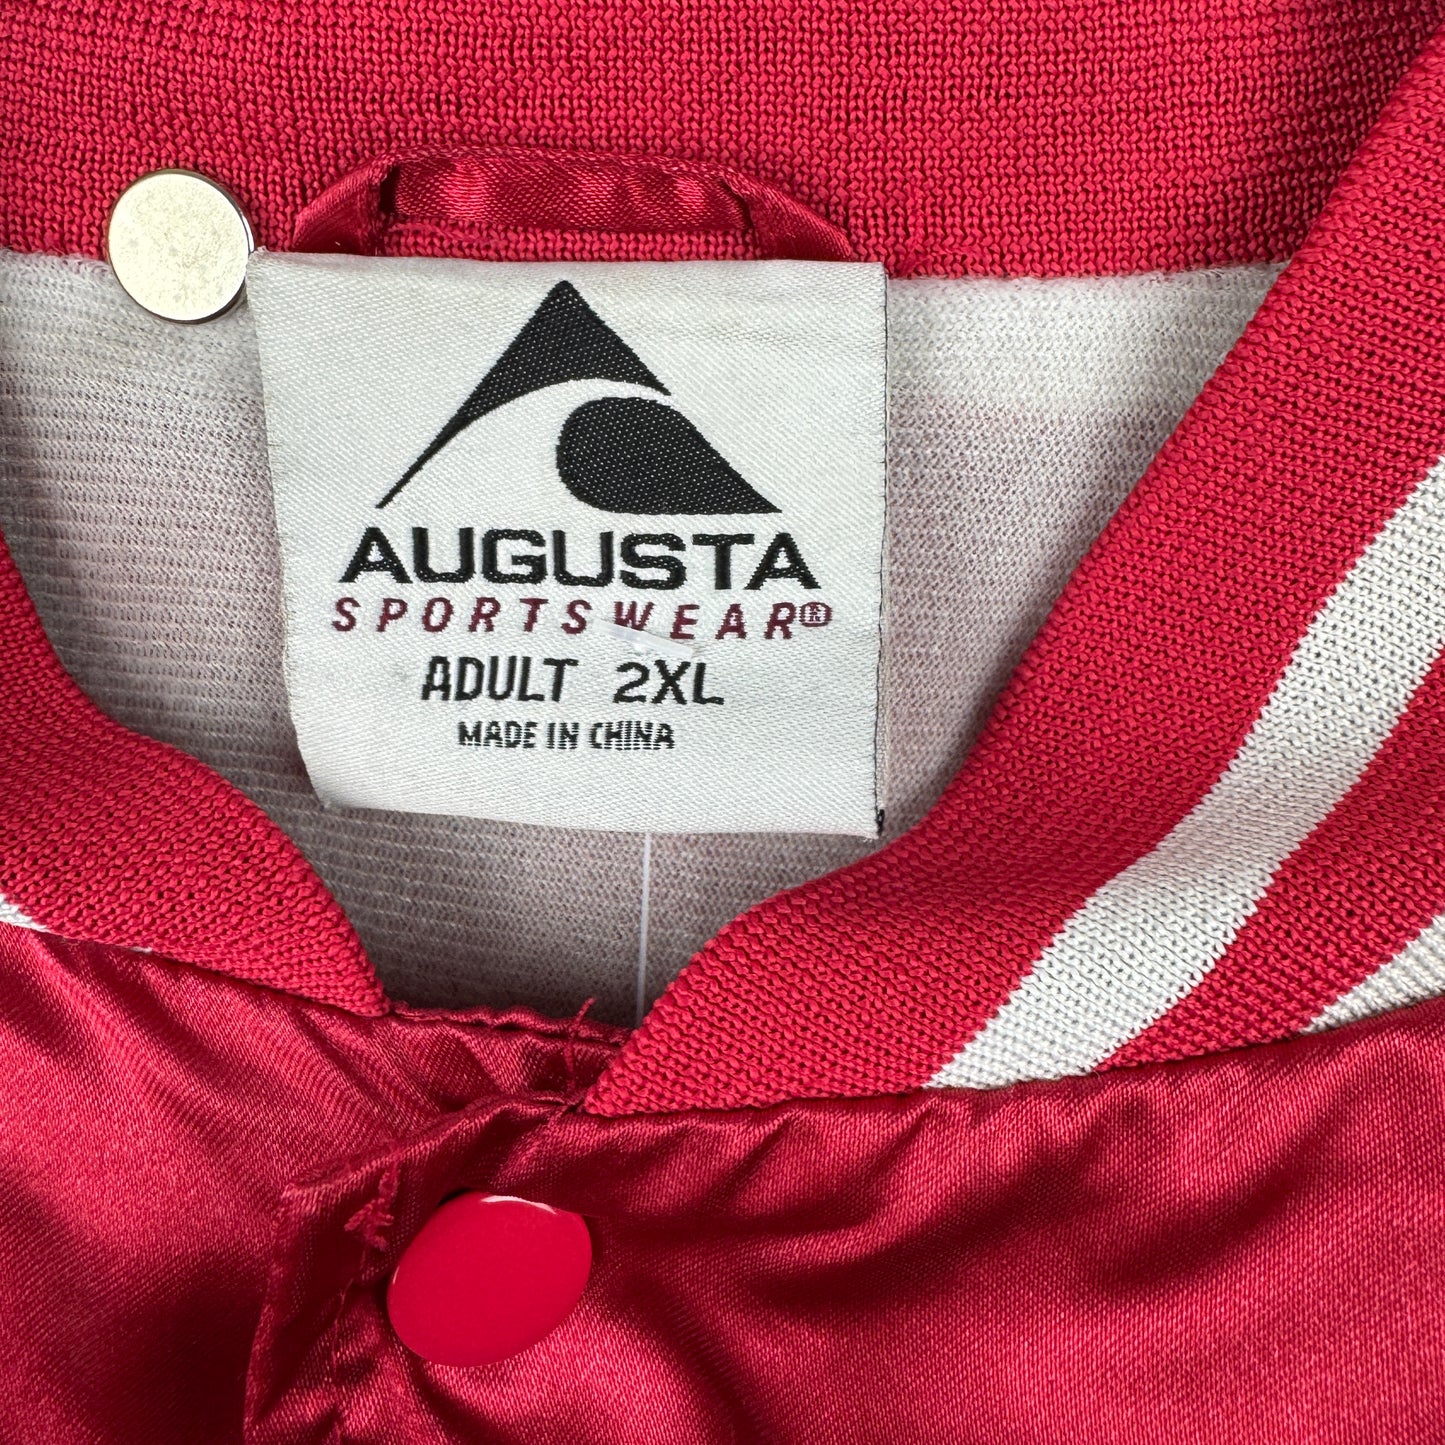 AUGUSTA
SPORTSWEAR®
ADULT 2XL
MADE IN CHINA